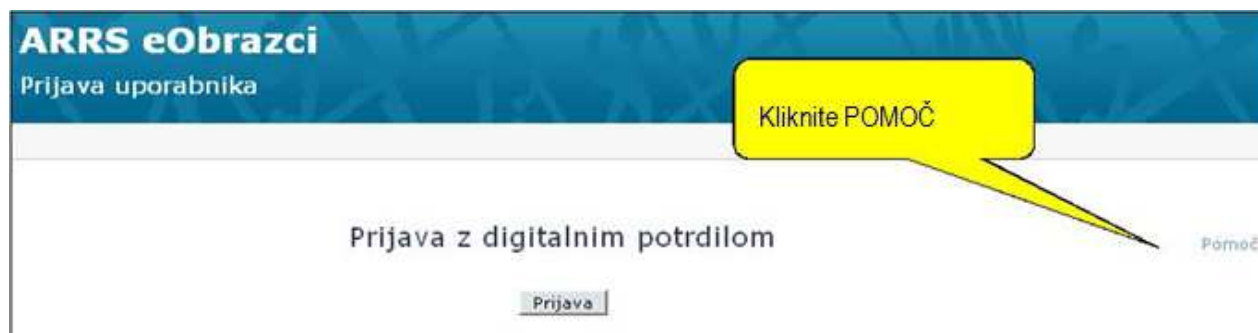 ARRS eObrazci
Prijava uporabnika
Kliknite POMOČ
Prijava z digitalnim potrdilom
Pomoč
Prijava